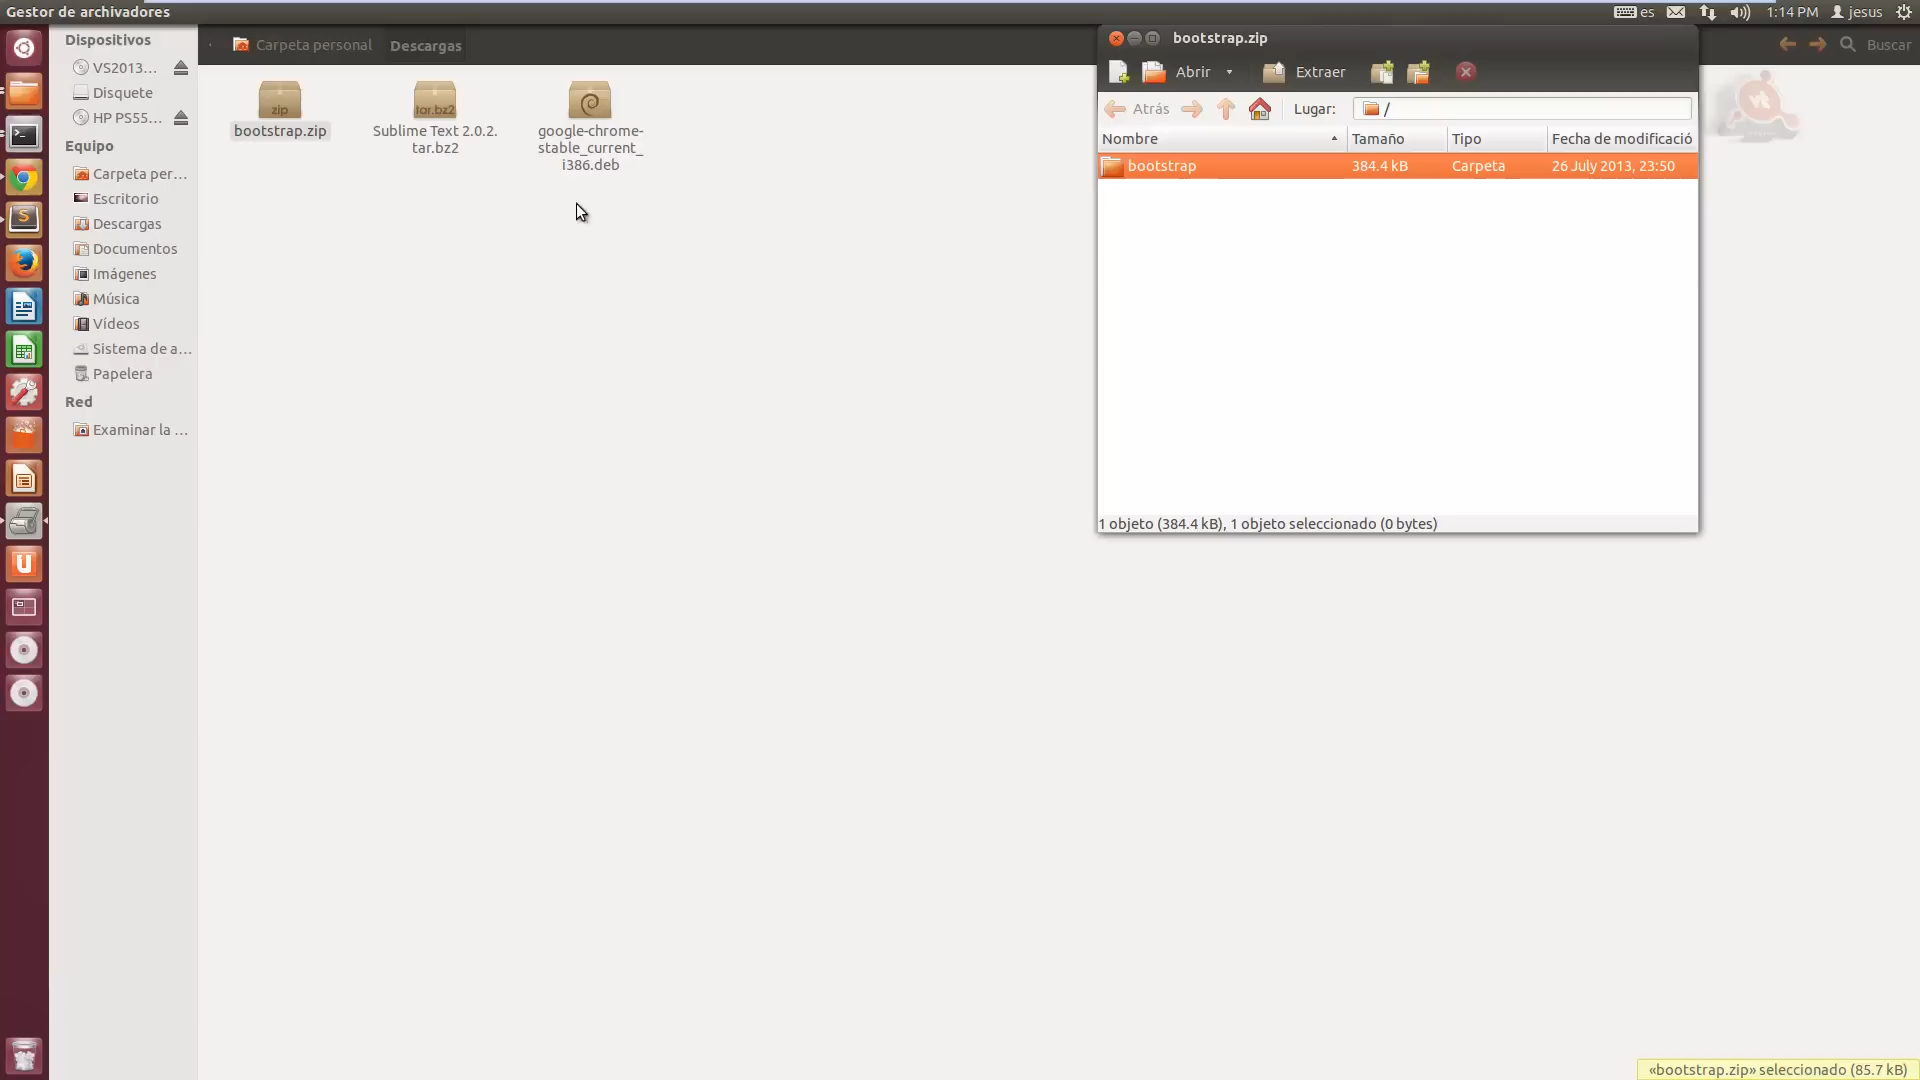 Gestor de archivadores
es
1:14 PM
jesus
Dispositivos
VS2013...
Disquete
HP PS55...
Equipo
Carpeta per...
Escritorio
Descargas
Documentos
Imágenes
Música
Vídeos
Sistema de a...
Papelera
Red
Examinar la ...
Carpeta personal
Descargas
Buscar
zip
bootstrap.zip
tar.bz2
Sublime Text 2.0.2.
tar.bz2
google-chrome-
stable_current_
i386.deb
bootstrap.zip
Abrir
Extraer
Atrás
Lugar:
/
Nombre
Tamaño
Tipo
Fecha de modificació
bootstrap
384.4 kB
Carpeta
26 July 2013, 23:50
1 objeto (384.4 kB), 1 objeto seleccionado (0 bytes)
«bootstrap.zip» seleccionado (85.7 kB)